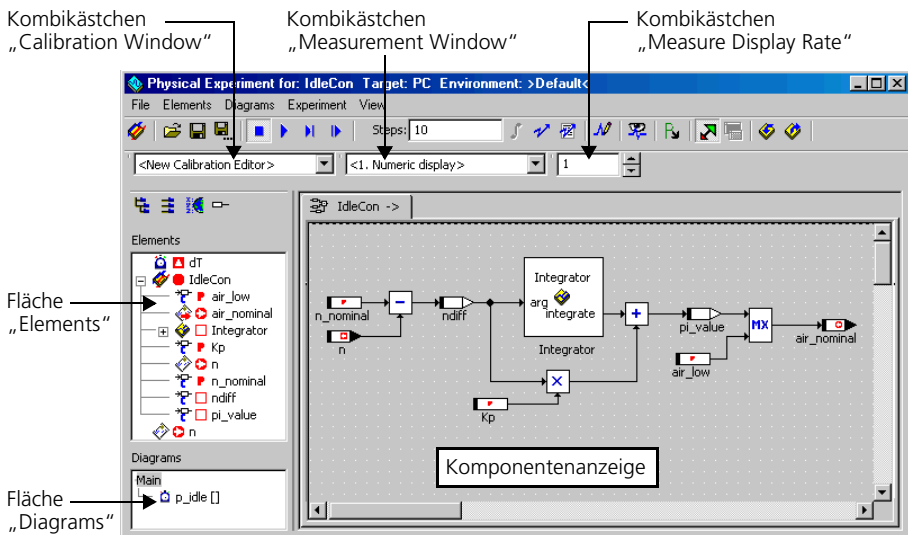 Kombikästchen
„Calibration Window“
Kombikästchen
„Measurement Window“
Kombikästchen
„Measure Display Rate“
Physical Experiment for: IdleCon Target: PC Environment: >Default<
File Elements Diagrams Experiment View
Steps: 10
<New Calibration Editor>
<1. Numeric display>
1
IdleCon ->
Elements
dT
IdleCon
air_low
air_nominal
Integrator
Kp
n
n_nominal
ndiff
pi_value
n
Fläche
„Elements“
Diagrams
Main
p_idle []
Fläche
„Diagrams“
n_nominal
n
ndiff
Integrator
arg
integrate
Integrator
Kp
pi_value
air_low
MX
air_nominal
Komponentenanzeige